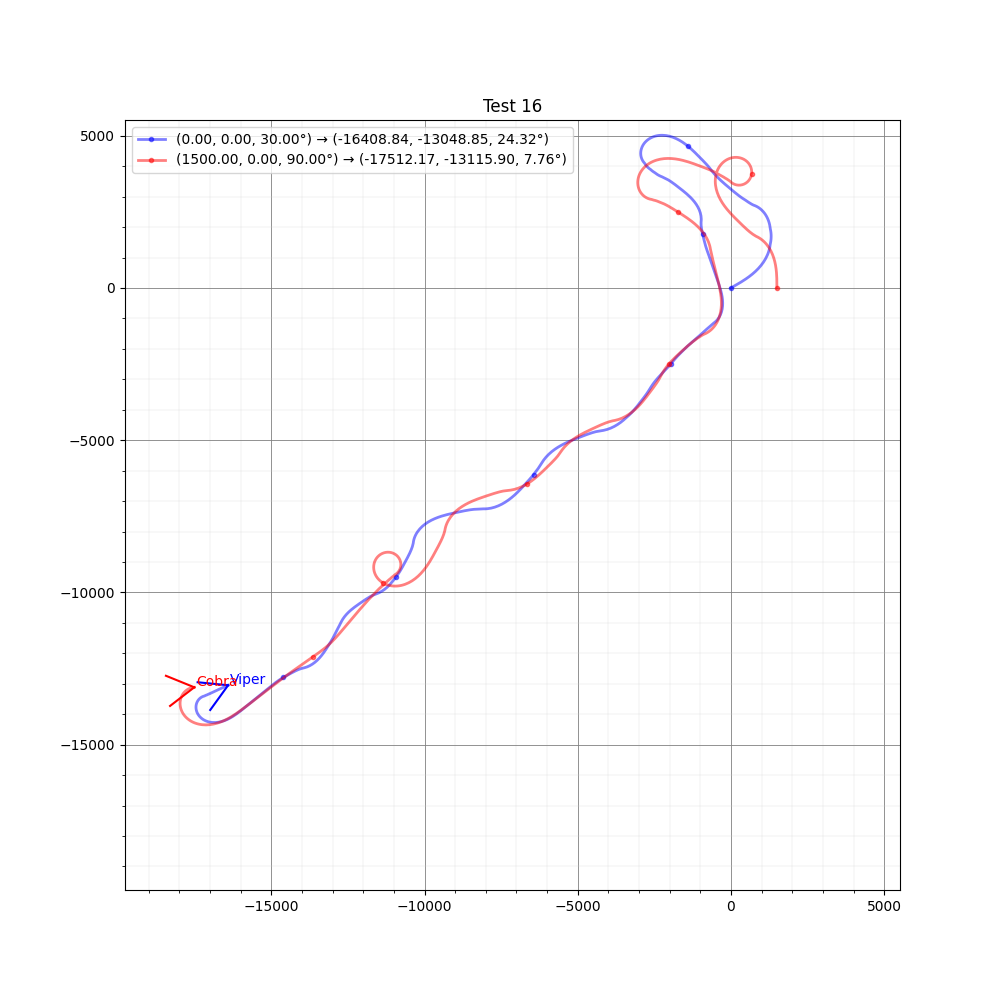 Test 16
(0.00, 0.00, 30.00°) → (-16408.84, -13048.85, 24.32°)
(1500.00, 0.00, 90.00°) → (-17512.17, -13115.90, 7.76°)
5000
0
−5000
−10000
Cobra
Viper
−15000
−15000
−10000
−5000
0
5000